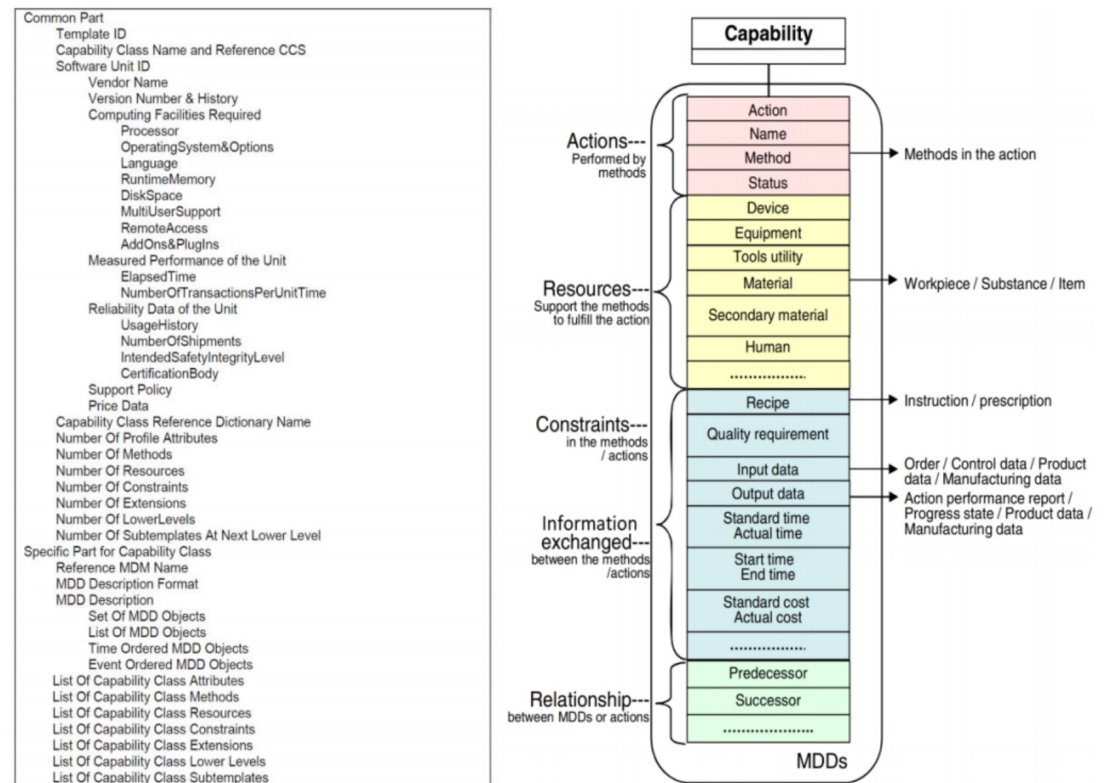 Common Part
Template ID
Capability Class Name and Reference CCS
Software Unit ID
Vendor Name
Version Number & History
Computing Facilities Required
Processor
OperatingSystem&Options
Language
RuntimeMemory
DiskSpace
MultiUserSupport
RemoteAccess
AddOns&PlugIns
Measured Performance of the Unit
ElapsedTime
NumberOfTransactionsPerUnitTime
Reliability Data of the Unit
UsageHistory
NumberOfShipments
IntendedSafetyIntegrityLevel
CertificationBody
Support Policy
Price Data
Capability Class Reference Dictionary Name
Number Of Profile Attributes
Number Of Methods
Number Of Resources
Number Of Constraints
Number Of Extensions
Number Of LowerLevels
Number Of Subtemplates At Next Lower Level
Specific Part for Capability Class
Reference MDM Name
MDD Description Format
MDD Description
Set Of MDD Objects
List Of MDD Objects
Time Ordered MDD Objects
Event Ordered MDD Objects
List Of Capability Class Attributes
List Of Capability Class Methods
List Of Capability Class Resources
List Of Capability Class Constraints
List Of Capability Class Extensions
List Of Capability Class Lower Levels
List Of Capability Class Subtemplates
Capability
Actions---
Performed by
methods
Action
Name
Method
Status
Methods in the action
Resources---
Support the methods
to fulfill the action
Device
Equipment
Tools utility
Material
Secondary material
Human
................
Workpiece / Substance / Item
Constraints---
in the methods
/ actions
Information
exchanged---
between the methods
/actions
Recipe
Quality requirement
Input data
Output data
Standard time
Actual time
Start time
End time
Standard cost
Actual cost
................
Instruction / prescription
Order / Control data / Product
data / Manufacturing data
Action performance report /
Progress state / Product data /
Manufacturing data
Relationship---
between MDDs or actions
Predecessor
Successor
...................
MDDs